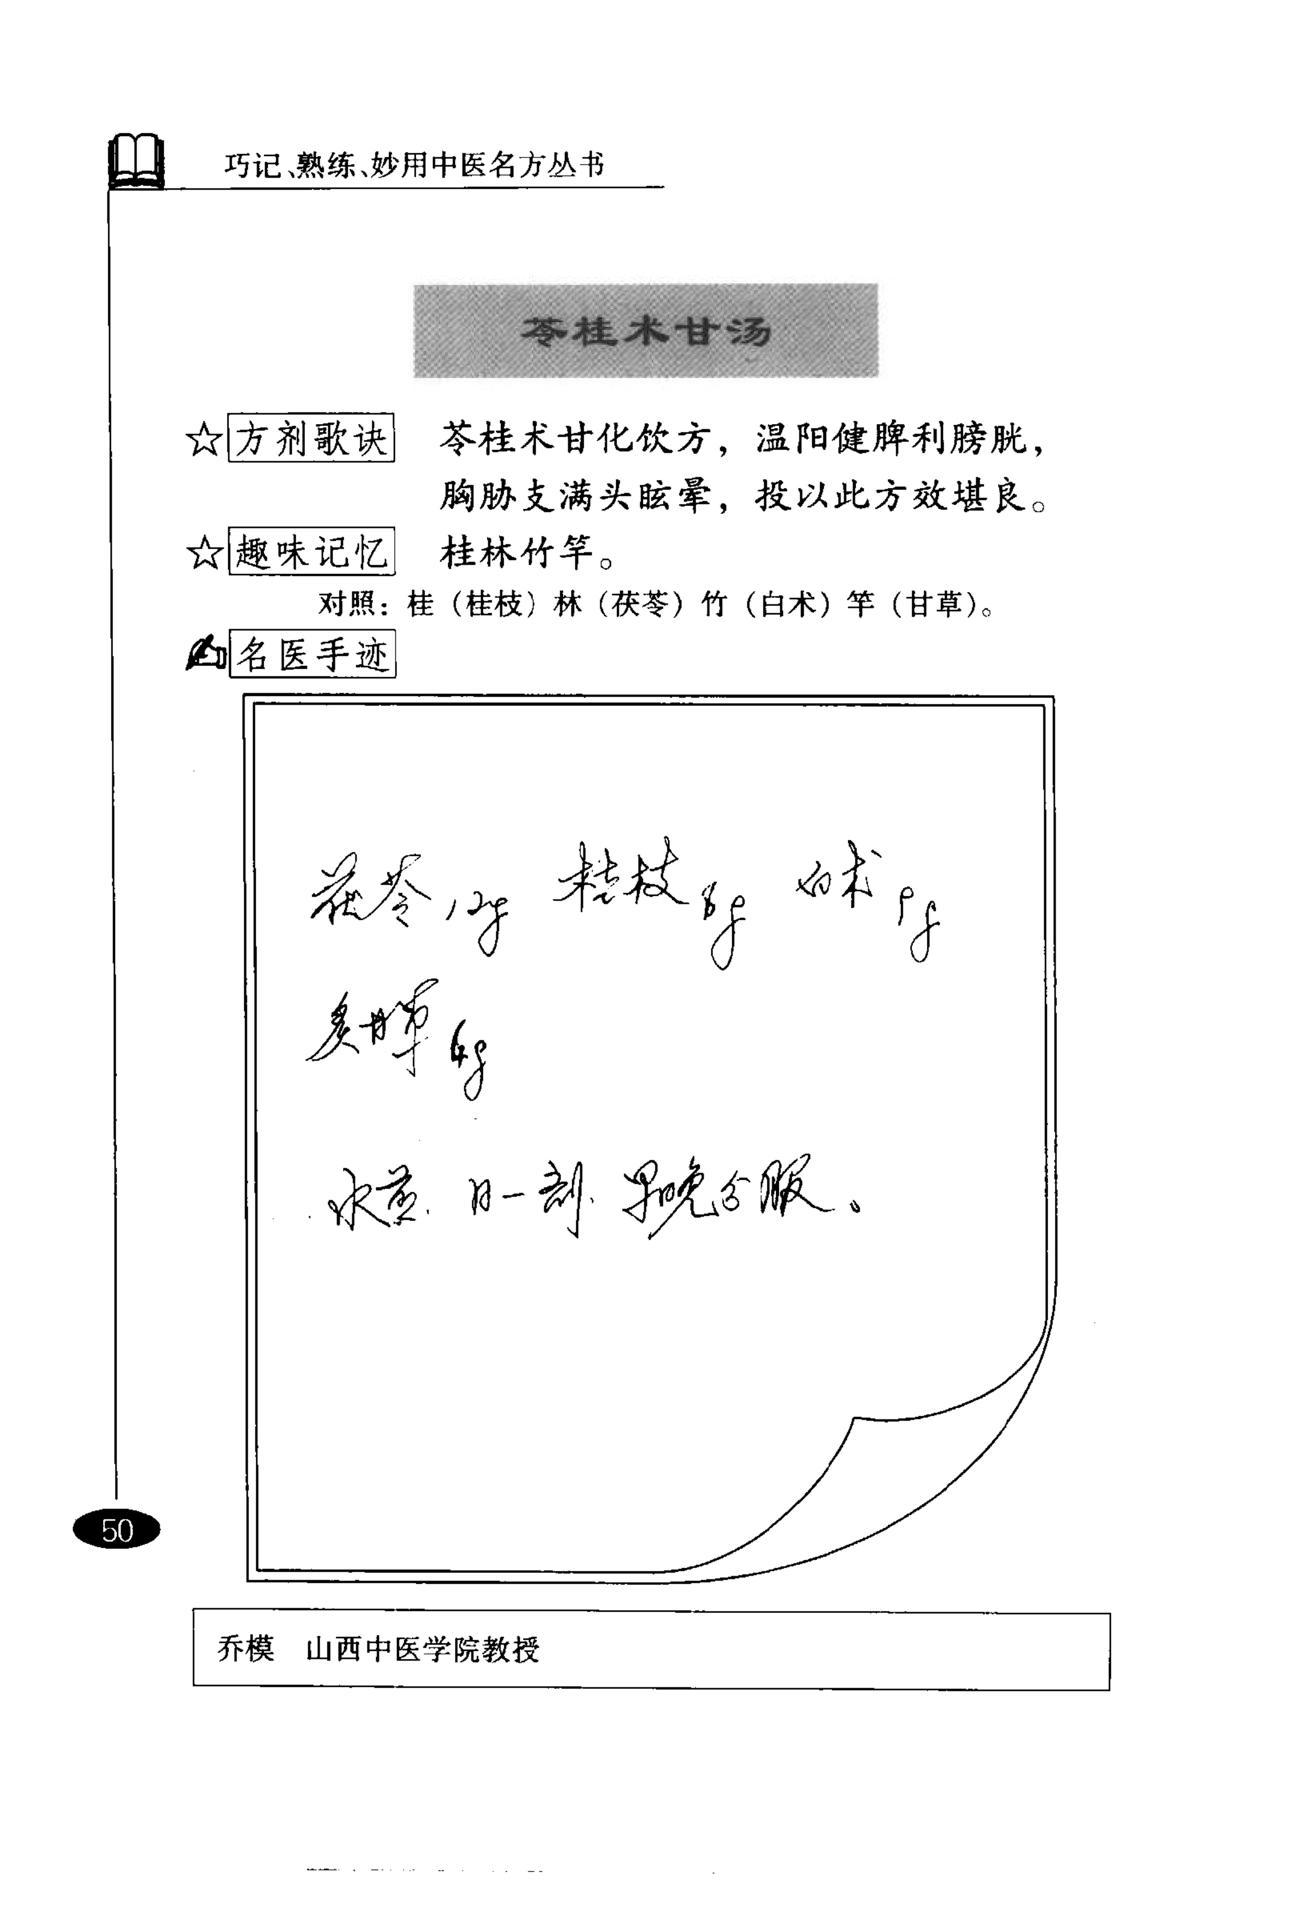 巧记、熟练、妙用中医名方丛书
苓桂术甘汤
☆方剂歌诀 苓桂术甘化饮方，温阳健脾利膀胱，
胸胁支满头眩晕，投以此方效堪良。
☆趣味记忆 桂林竹竿。
对照：桂（桂枝）林（茯苓）竹（白术）竿（甘草）。
名医手迹
茯苓12g 桂枝 g 白术9g
炙甘草6g
水煎.日一剂.早晚分服。
50
乔模 山西中医学院教授